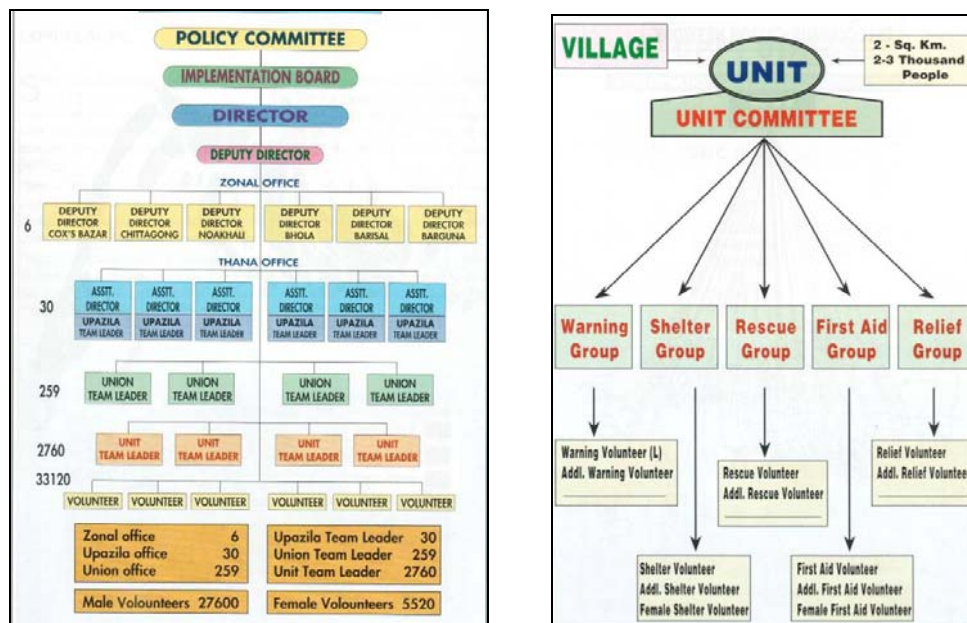 POLICY COMMITTEE
IMPLEMENTATION BOARD
DIRECTOR
DEPUTY DIRECTOR
ZONAL OFFICE
6
DEPUTY DIRECTOR COX'S BAZAR
DEPUTY DIRECTOR CHITTAGONG
DEPUTY DIRECTOR NOAKHALI
DEPUTY DIRECTOR BHOLA
DEPUTY DIRECTOR BARISAL
DEPUTY DIRECTOR BARGUNA
THANA OFFICE
30
ASSTT. DIRECTOR
UPAZILA TEAM LEADER
ASSTT. DIRECTOR
UPAZILA TEAM LEADER
ASSTT. DIRECTOR
UPAZILA TEAM LEADER
ASSTT. DIRECTOR
UPAZILA TEAM LEADER
ASSTT. DIRECTOR
UPAZILA TEAM LEADER
ASSTT. DIRECTOR
UPAZILA TEAM LEADER
259
UNION TEAM LEADER
UNION TEAM LEADER
UNION TEAM LEADER
UNION TEAM LEADER
2760
UNIT TEAM LEADER
UNIT TEAM LEADER
UNIT TEAM LEADER
UNIT TEAM LEADER
33120
VOLUNTEER
VOLUNTEER
VOLUNTEER
VOLUNTEER
VOLUNTEER
VOLUNTEER
Zonal office 6
Upazila office 30
Union office 259
Upazila Team Leader 30
Union Team Leader 259
Unit Team Leader 2760
Male Volounteers 27600
Female Volounteers 5520
VILLAGE
UNIT
2 - Sq. Km.
2-3 Thousand
People
UNIT COMMITTEE
Warning
Group
Shelter
Group
Rescue
Group
First Aid
Group
Relief
Group
Warning Volunteer (L)
Addl. Warning Volunteer
Rescue Volunteer
Addl. Rescue Volunteer
Relief Volunteer
Addl. Relief Voluntee
Shelter Volunteer
Addl. Shelter Volunteer
Female Shelter Volunteer
First Aid Volunteer
Addl. First Aid Volunteer
Female First Aid Volunteer